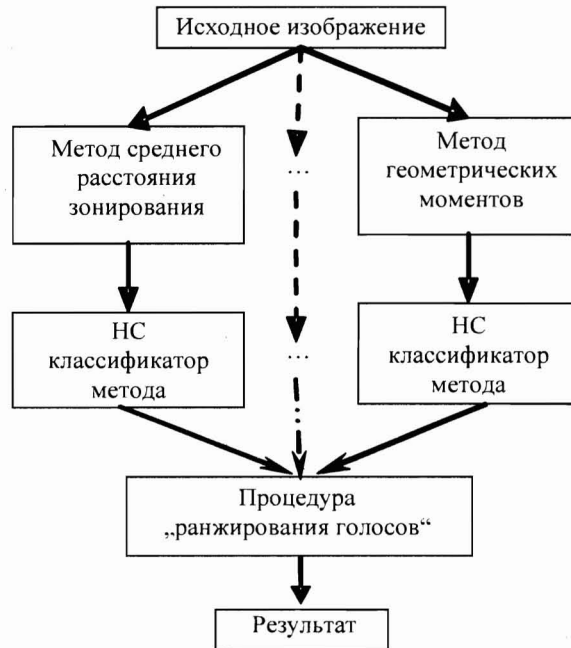 Исходное изображение
Метод среднего
расстояния
зонирования
...
Метод
геометрических
моментов
НС
классификатор
метода
...
НС
классификатор
метода
Процедура
„ранжирования голосов“
Результат